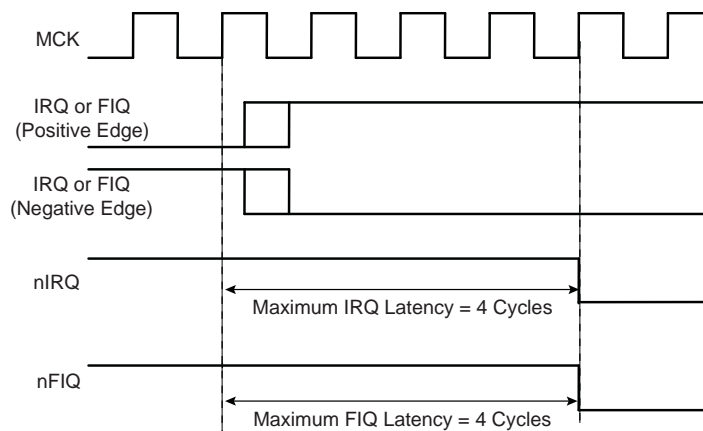 MCK
IRQ or FIQ
(Positive Edge)
IRQ or FIQ
(Negative Edge)
nIRQ
Maximum IRQ Latency = 4 Cycles
nFIQ
Maximum FIQ Latency = 4 Cycles